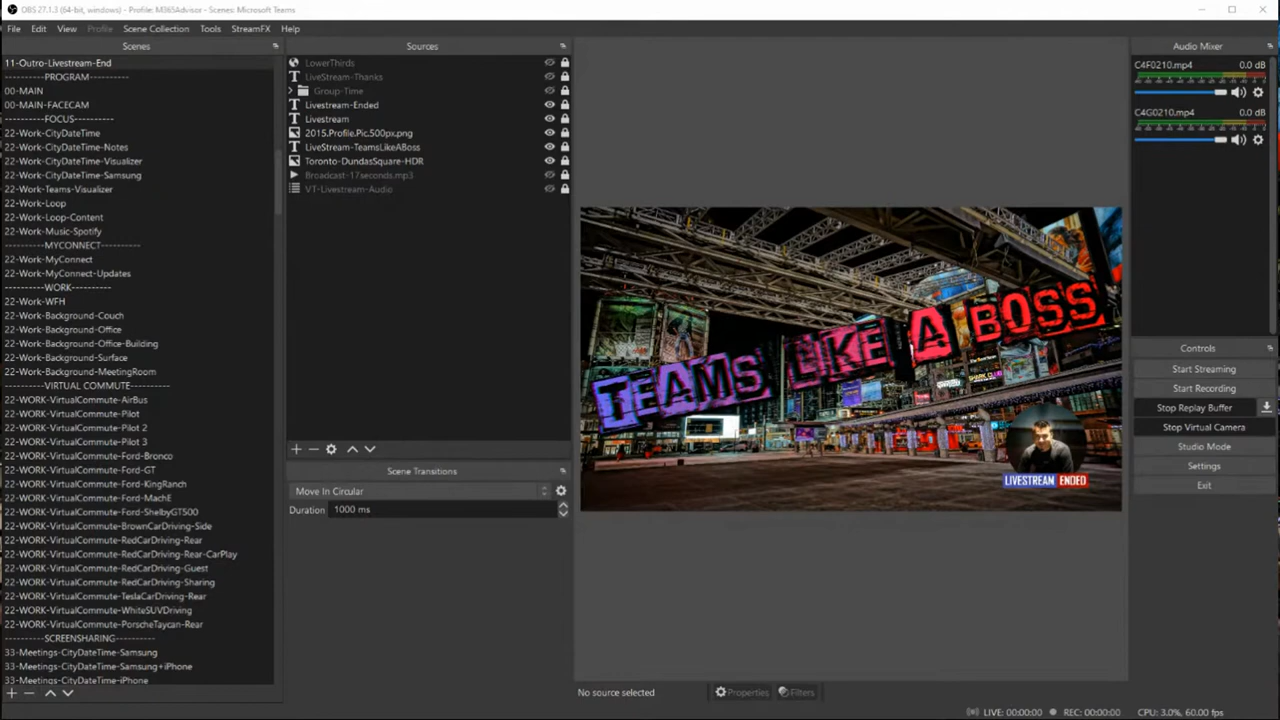 OBS 27.1.3 (64-bit, windows) - Profile: M365Advisor - Scenes: Microsoft Teams
File Edit View Profile Scene Collection Tools StreamFX Help
Scenes
11-Outro-Livestream-End
----------PROGRAM----------
00-MAIN
00-MAIN-FACECAM
----------FOCUS----------
22-Work-CityDateTime
22-Work-CityDateTime-Notes
22-Work-CityDateTime-Visualizer
22-Work-CityDateTime-Samsung
22-Work-Teams-Visualizer
22-Work-Loop
22-Work-Loop-Content
22-Work-Music-Spotify
----------MYCONNECT----------
22-Work-MyConnect
22-Work-MyConnect-Updates
----------WORK----------
22-Work-WFH
22-Work-Background-Couch
22-Work-Background-Office
22-Work-Background-Office-Building
22-Work-Background-Surface
22-Work-Background-MeetingRoom
----------VIRTUAL COMMUTE----------
22-WORK-VirtualCommute-AirBus
22-WORK-VirtualCommute-Pilot
22-WORK-VirtualCommute-Pilot 2
22-WORK-VirtualCommute-Pilot 3
22-WORK-VirtualCommute-Ford-Bronco
22-WORK-VirtualCommute-Ford-GT
22-WORK-VirtualCommute-Ford-KingRanch
22-WORK-VirtualCommute-Ford-MachE
22-WORK-VirtualCommute-Ford-ShelbyGT500
22-WORK-VirtualCommute-BrownCarDriving-Side
22-WORK-VirtualCommute-RedCarDriving-Rear
22-WORK-VirtualCommute-RedCarDriving-Rear-CarPlay
22-WORK-VirtualCommute-RedCarDriving-Guest
22-WORK-VirtualCommute-RedCarDriving-Sharing
22-WORK-VirtualCommute-TeslaCarDriving-Rear
22-WORK-VirtualCommute-WhiteSUVDriving
22-WORK-VirtualCommute-PorscheTaycan-Rear
----------SCREENSHARING----------
33-Meetings-CityDateTime-Samsung
33-Meetings-CityDateTime-Samsung+iPhone
33-Meetings-CityDateTime-iPhone
Sources
LowerThirds
LiveStream-Thanks
Group-Time
Livestream-Ended
Livestream
2015.Profile.Pic.500px.png
LiveStream-TeamsLikeABoss
Toronto-DundasSquare-HDR
Broadcast-17seconds.mp3
VT-Livestream-Audio
Scene Transitions
Move In Circular
Duration 1000 ms
TEAMS LIKE A BOSS
LIVESTREAM ENDED
No source selected
Properties
Filters
Audio Mixer
C4F0210.mp4 0.0 dB
C4G0210.mp4 0.0 dB
Controls
Start Streaming
Start Recording
Stop Replay Buffer
Stop Virtual Camera
Studio Mode
Settings
Exit
LIVE: 00:00:00
REC: 00:00:00
CPU: 3.0%, 60.00 fps